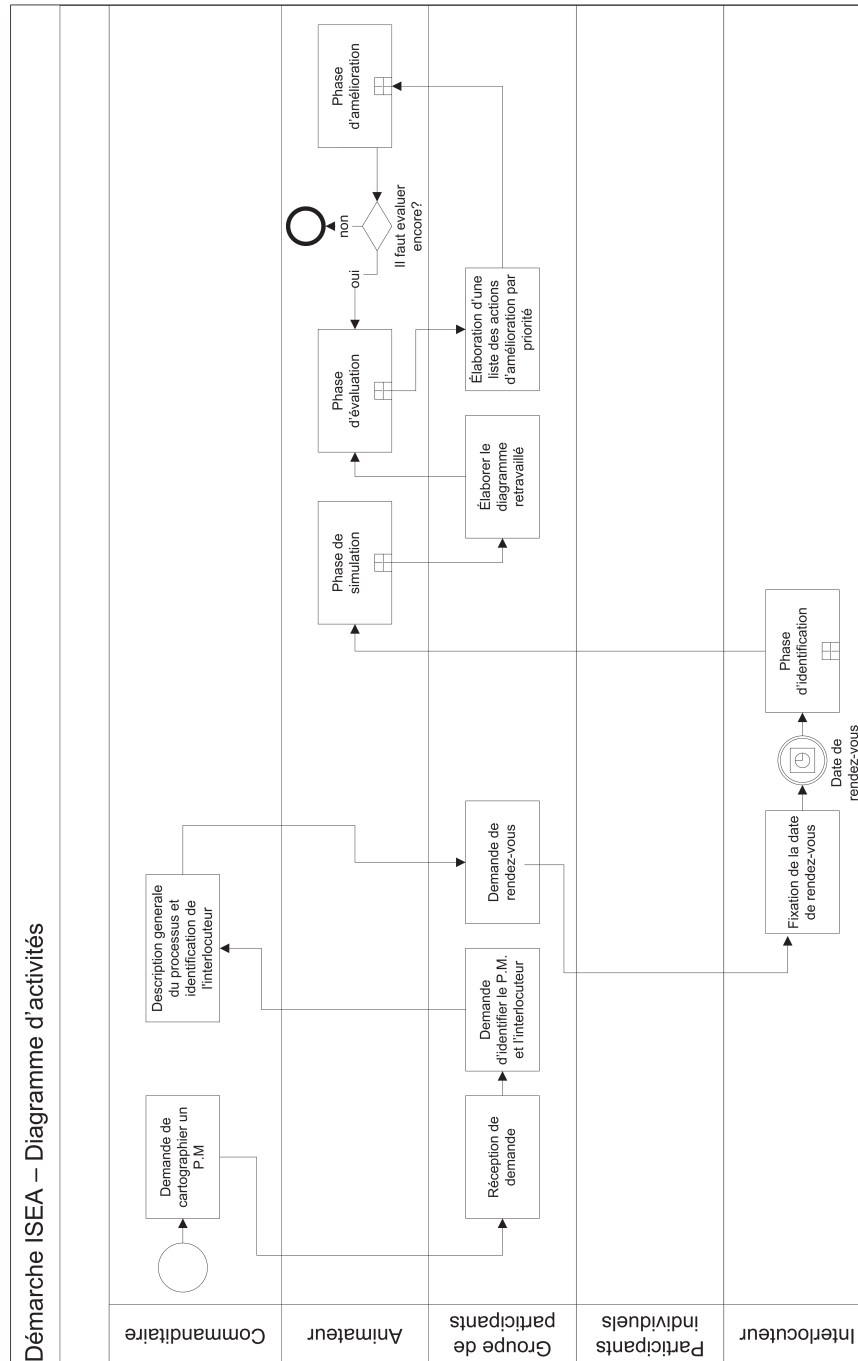 Démarche ISEA – Diagramme d'activités
Commanditaire
Demande de
cartographier un
P.M
Description generale
du processus et
identification de
l'interlocuteur
Animateur
Phase de
simulation
Phase
d'évaluation
oui
non
Il faut evaluer
encore?
Phase
d'amélioration
Groupe de
participants
Réception de
demande
Demande
d'identifier le P.M.
et l'interlocuteur
Demande de
rendez-vous
Élaborer le
diagramme
retravaillé
Élaboration d'une
liste des actions
d'amélioration par
priorité
Participants
individuels
Interlocuteur
Fixation de la date
de rendez-vous
Date de
rendez-vous
Phase
d'identification